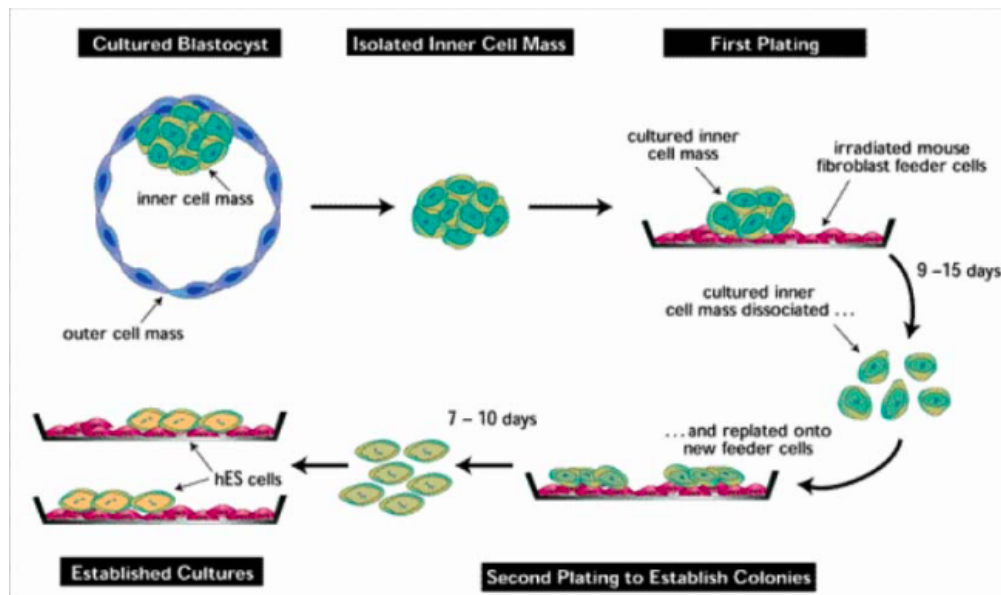 Cultured Blastocyst
Isolated Inner Cell Mass
First Plating
inner cell mass
outer cell mass
cultured inner
cell mass
irradiated mouse
fibroblast feeder cells
9 – 15 days
cultured inner
cell mass dissociated ...
...and replated onto
new feeder cells
7 – 10 days
hES cells
Established Cultures
Second Plating to Establish Colonies